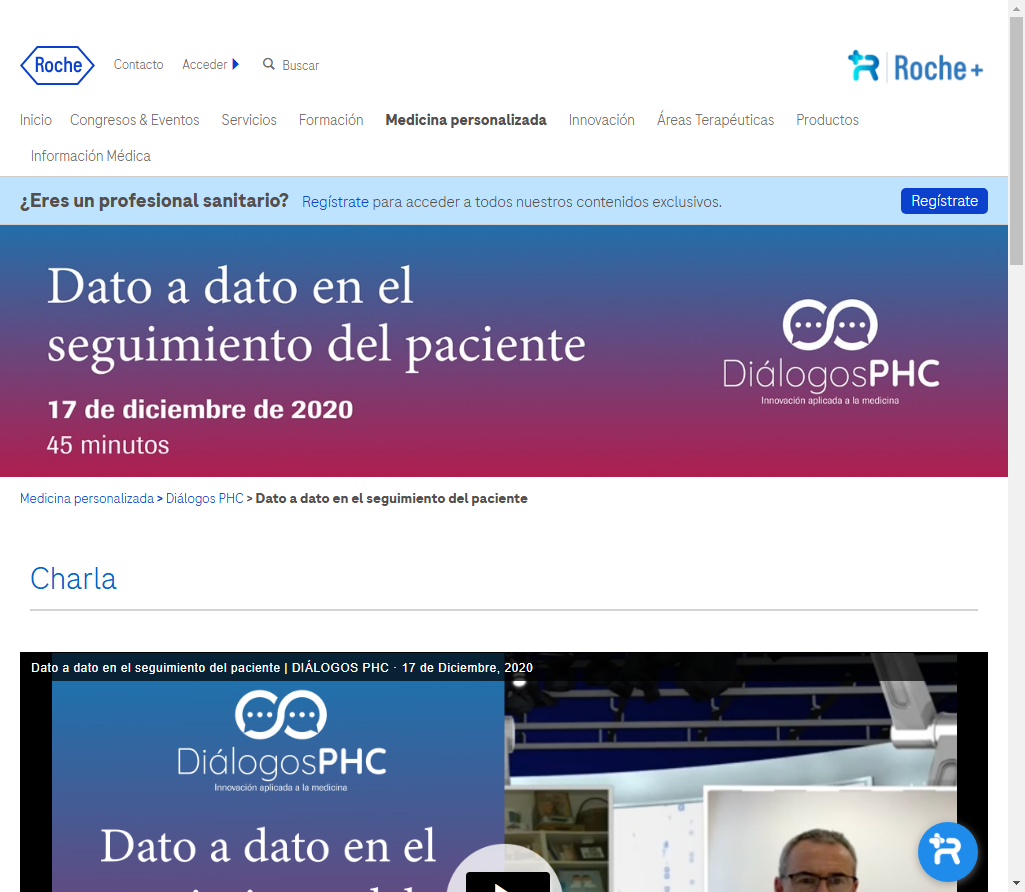 Roche
Contacto
Acceder
Buscar
Roche+
Inicio
Congresos & Eventos
Servicios
Formación
Medicina personalizada
Innovación
Áreas Terapéuticas
Productos
Información Médica
¿Eres un profesional sanitario? Regístrate para acceder a todos nuestros contenidos exclusivos.
Regístrate
Dato a dato en el
seguimiento del paciente
17 de diciembre de 2020
45 minutos
DiálogosPHC
Innovación aplicada a la medicina
Medicina personalizada > Diálogos PHC > Dato a dato en el seguimiento del paciente
Charla
Dato a dato en el seguimiento del paciente | DIÁLOGOS PHC · 17 de Diciembre, 2020
DiálogosPHC
Innovación aplicada a la medicina
Dato a dato en el